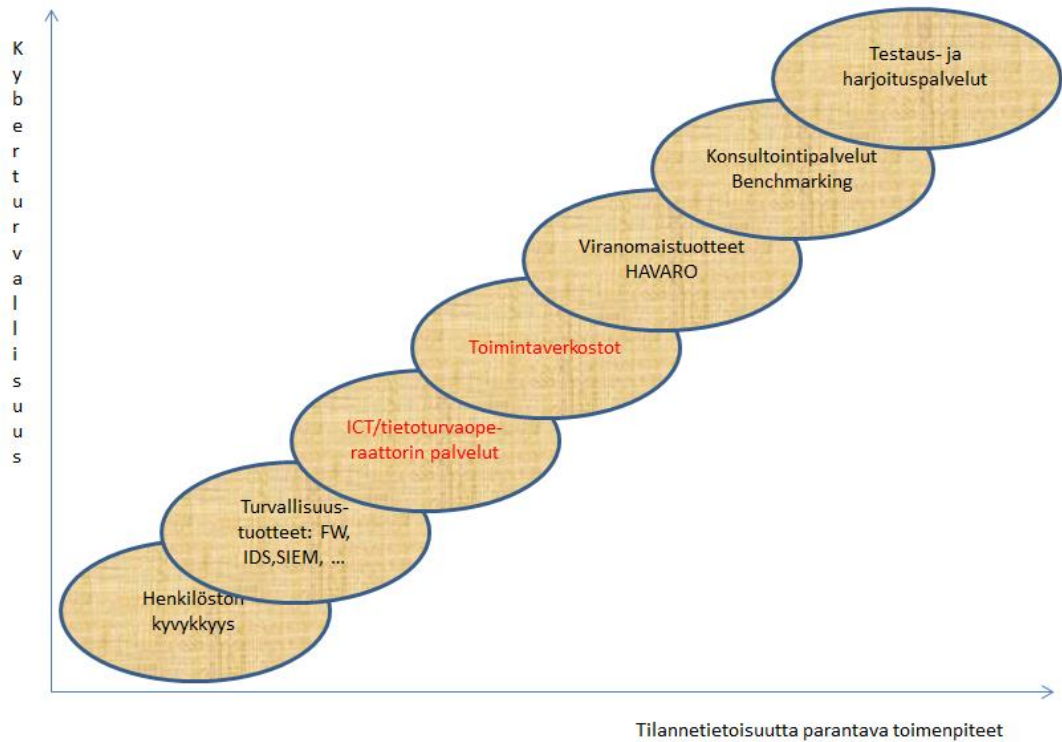 Kyberturvallisuus
Testaus- ja
harjoituspalvelut
Konsultointipalvelut
Benchmarking
Viranomaistuotteet
HAVARO
Toimintaverkostot
ICT/tietoturvaope-
raattorin palvelut
Turvallisuus-
tuotteet: FW,
IDS,SIEM, ...
Henkilöstön
kyvykkyys
Tilannetietoisuutta parantava toimenpiteet